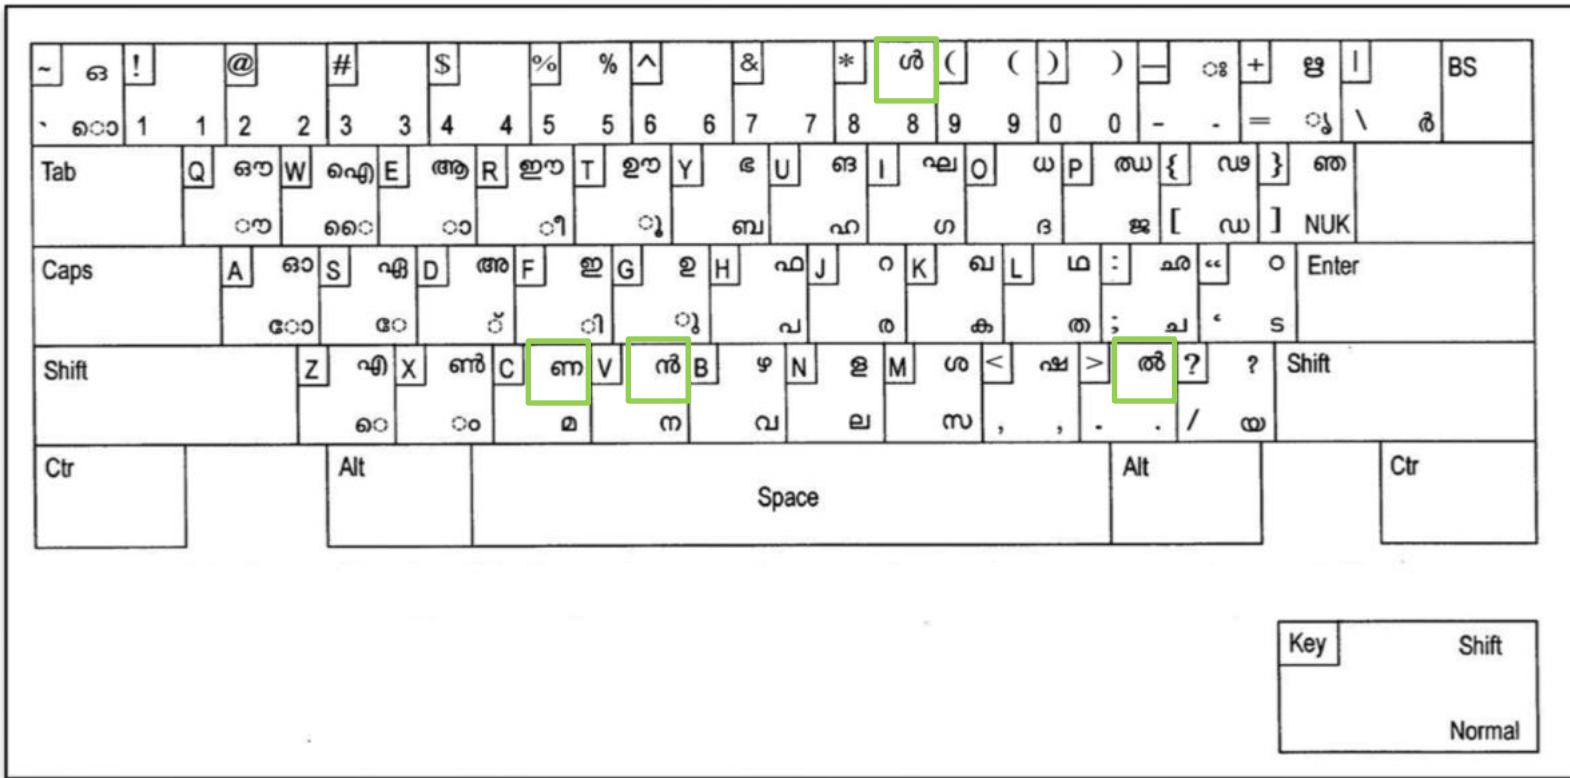 ~ ഒ ! @ # $ % % ^ & * ൾ ( ( ) ) — ഃ + ഋ | BS
` ൊ 1 1 2 2 3 3 4 4 5 5 6 6 7 7 8 8 9 9 0 0 - - = ൃ \ ർ
Tab Q ഔ W ഐ E ആ R ഈ T ഊ Y ഭ U ങ I ഘ O ധ P ഝ { ഢ } ഞ
ൗ ൈ ാ ീ ൂ ബ ഹ ഗ ദ ജ [ ഡ ] NUK
Caps A ഓ S ഏ D അ F ഇ G ഉ H ഫ J റ K ഖ L ഥ : ഛ “ ഠ Enter
ോ േ ് ി ു പ ര ക ത ; ച ‘ ട
Shift Z എ X ൺ C ണ V ൻ B ഴ N ള M ശ < ഷ > ൽ ? ? Shift
െ ം മ ന വ ല സ , , . . / യ
Ctr Alt Space Alt Ctr
Key Shift
Normal